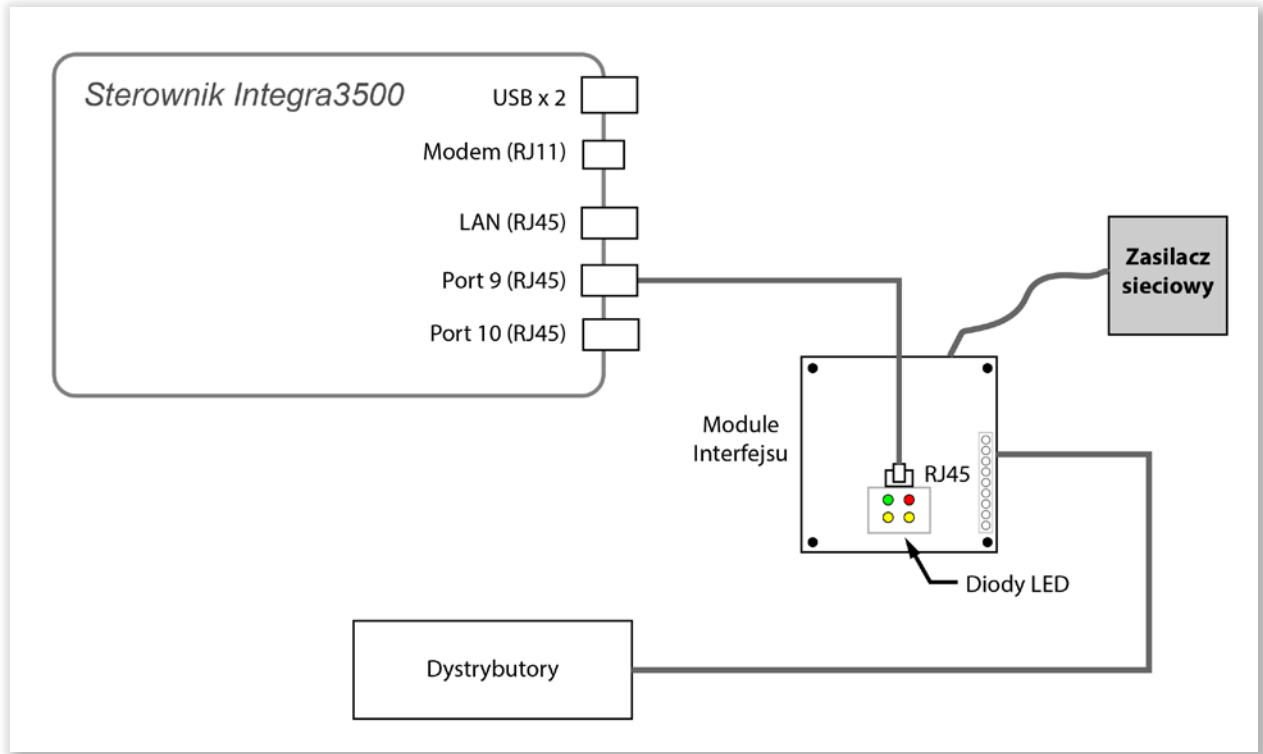 Sterownik Integra3500
USB x 2
Modem (RJ11)
LAN (RJ45)
Port 9 (RJ45)
Port 10 (RJ45)
Zasilacz
sieciowy
Module
Interfejsu
RJ45
Diody LED
Dystrybutory